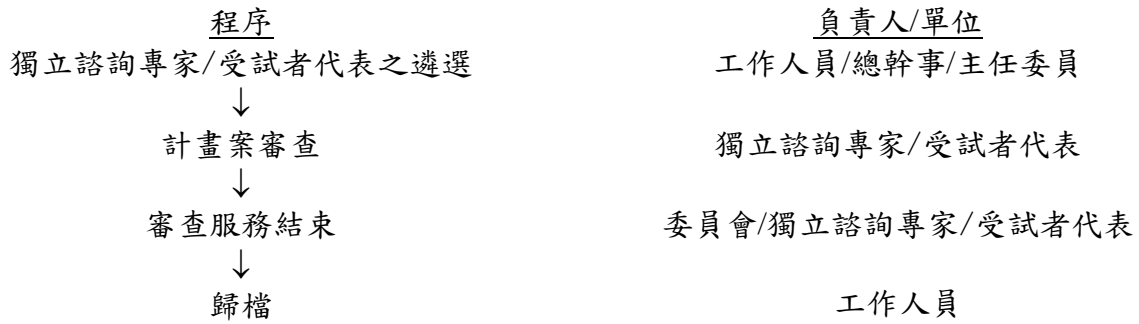 程序 負責人/單位
獨立諮詢專家/受試者代表之遴選 工作人員/總幹事/主任委員
↓
計畫案審查 獨立諮詢專家/受試者代表
↓
審查服務結束 委員會/獨立諮詢專家/受試者代表
↓
歸檔 工作人員